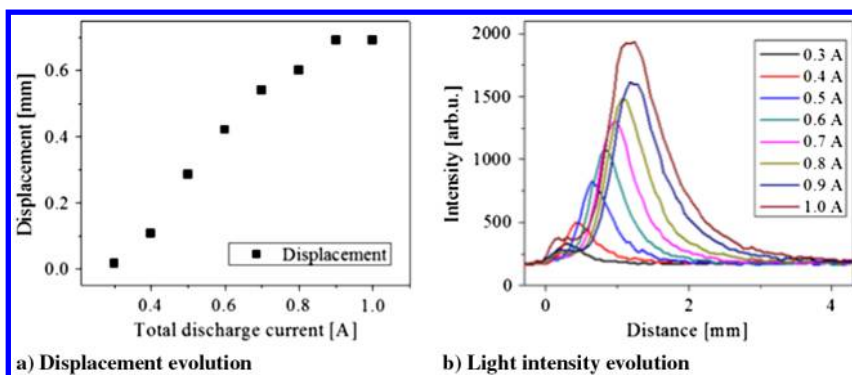 Displacement [mm]
0.6
0.4
0.2
0.0
Displacement
0.4 0.6 0.8 1.0
Total discharge current [A]
a) Displacement evolution
Intensity [arb.u.]
2000
1500
1000
500
0
0.3 A
0.4 A
0.5 A
0.6 A
0.7 A
0.8 A
0.9 A
1.0 A
0 2 4
Distance [mm]
b) Light intensity evolution